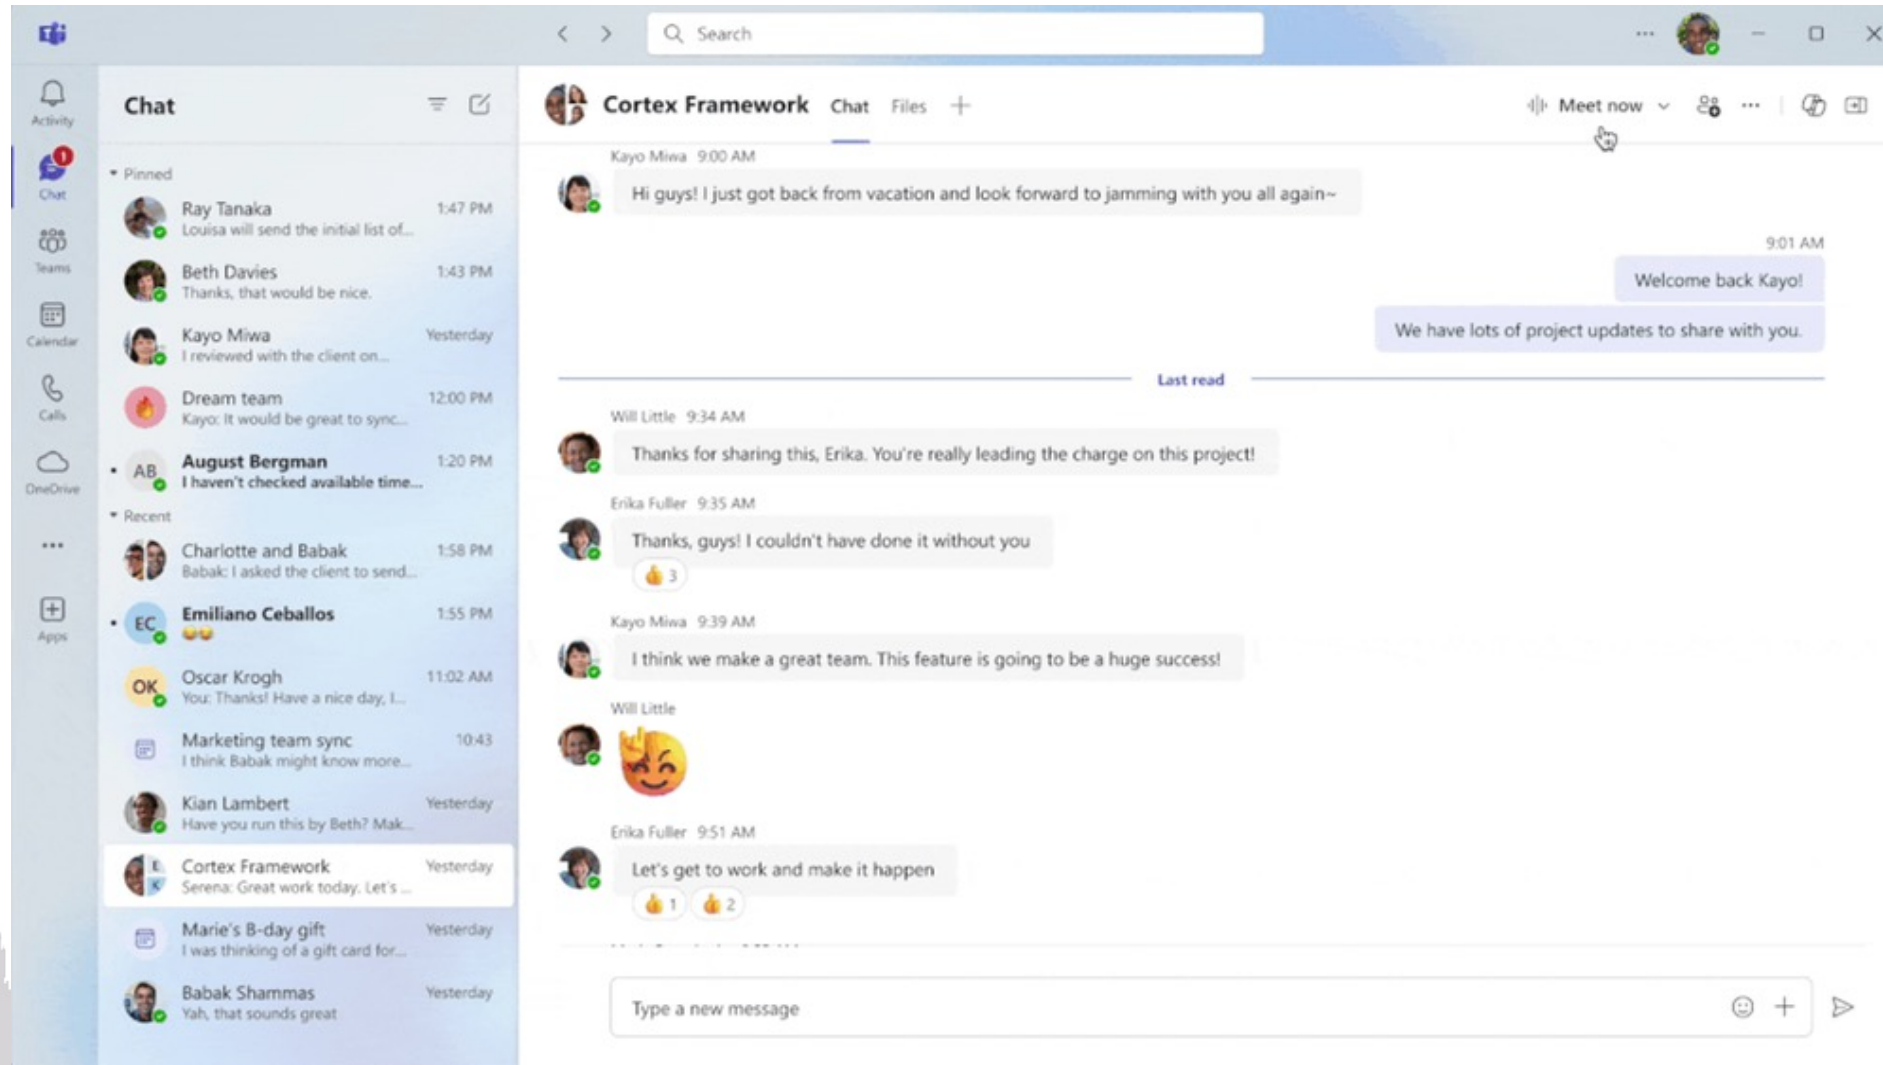 Search
Activity
1
Chat
Teams
Calendar
Calls
OneDrive
Apps
Chat
Pinned
Ray Tanaka 1:47 PM
Louisa will send the initial list of...
Beth Davies 1:43 PM
Thanks, that would be nice.
Kayo Miwa Yesterday
I reviewed with the client on...
Dream team 12:00 PM
Kayo: It would be great to sync...
AB August Bergman 1:20 PM
I haven't checked available time...
Recent
Charlotte and Babak 1:58 PM
Babak: I asked the client to send...
EC Emiliano Ceballos 1:55 PM
OK Oscar Krogh 11:02 AM
You: Thanks! Have a nice day, I...
Marketing team sync 10:43
I think Babak might know more...
Kian Lambert Yesterday
Have you run this by Beth? Mak...
Cortex Framework Yesterday
Serena: Great work today. Let's ...
Marie's B-day gift Yesterday
I was thinking of a gift card for...
Babak Shammas Yesterday
Yah, that sounds great
Cortex Framework Chat Files Meet now
Kayo Miwa 9:00 AM
Hi guys! I just got back from vacation and look forward to jamming with you all again~
9:01 AM
Welcome back Kayo!
We have lots of project updates to share with you.
Last read
Will Little 9:34 AM
Thanks for sharing this, Erika. You're really leading the charge on this project!
Erika Fuller 9:35 AM
Thanks, guys! I couldn't have done it without you
3
Kayo Miwa 9:39 AM
I think we make a great team. This feature is going to be a huge success!
Will Little
Erika Fuller 9:51 AM
Let's get to work and make it happen
1 2
Type a new message